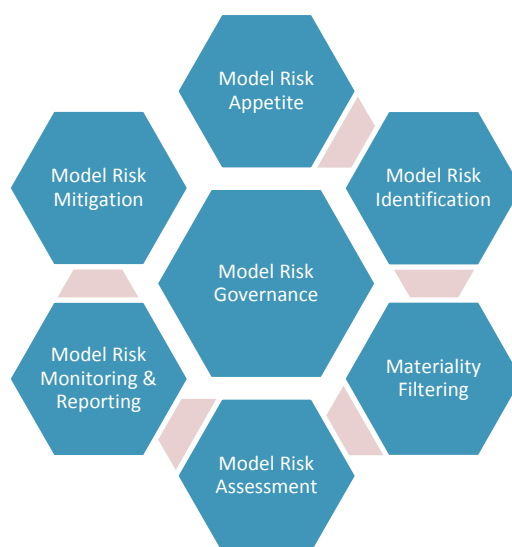 Model Risk
Appetite
Model Risk
Identification
Materiality
Filtering
Model Risk
Assessment
Model Risk
Monitoring &
Reporting
Model Risk
Mitigation
Model Risk
Governance